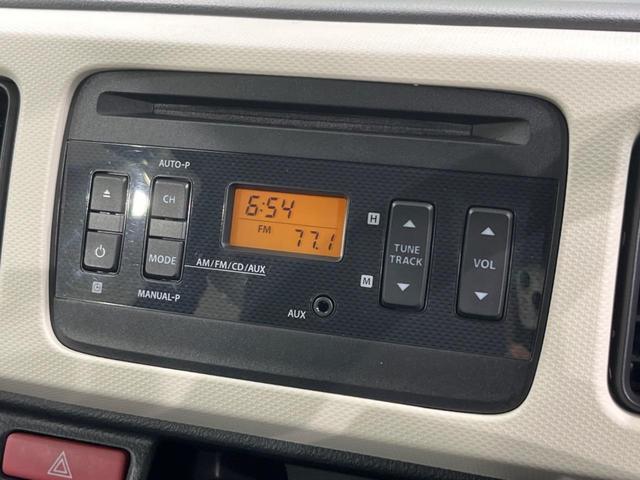 AUTO-P
CH
MODE
AM/FM/CD/AUX
MANUAL-P
C
6:54
FM
77.1
AUX
H
M
TUNE
TRACK
VOL